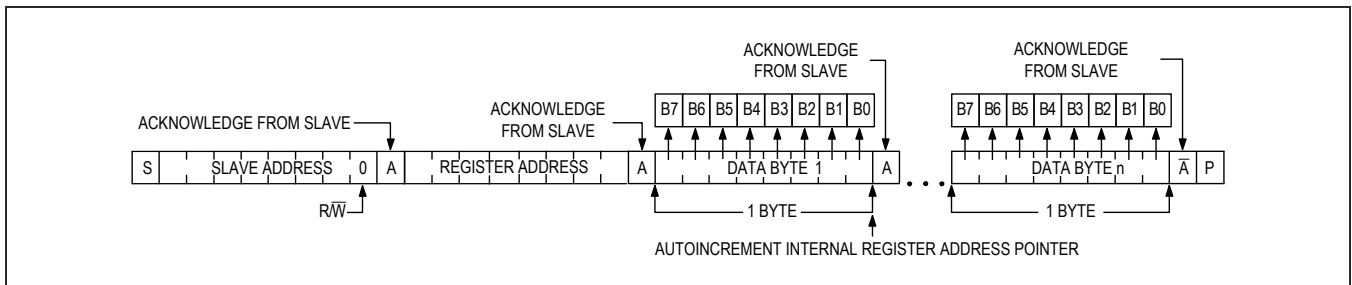 ACKNOWLEDGE
FROM SLAVE
ACKNOWLEDGE
FROM SLAVE
B7 B6 B5 B4 B3 B2 B1 B0
B7 B6 B5 B4 B3 B2 B1 B0
ACKNOWLEDGE FROM SLAVE
ACKNOWLEDGE
FROM SLAVE
S SLAVE ADDRESS 0 A REGISTER ADDRESS A DATA BYTE 1 A ... DATA BYTE n A̅ P
R/W̅
1 BYTE
1 BYTE
AUTOINCREMENT INTERNAL REGISTER ADDRESS POINTER